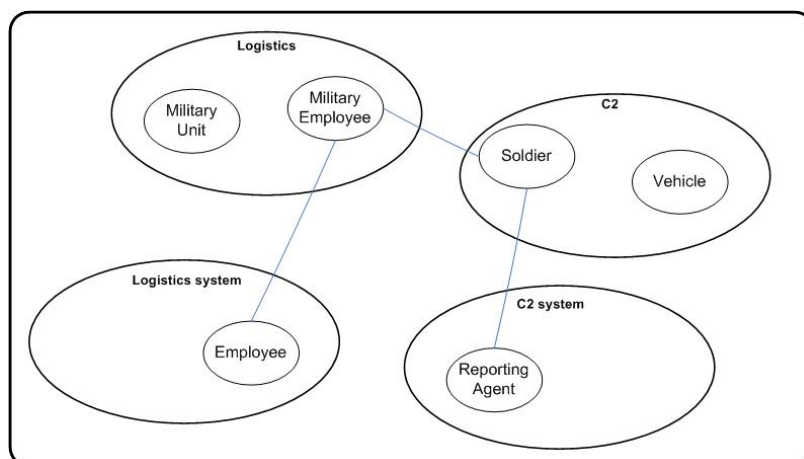 Logistics
Military
Unit
Military
Employee
C2
Soldier
Vehicle
Logistics system
Employee
C2 system
Reporting
Agent